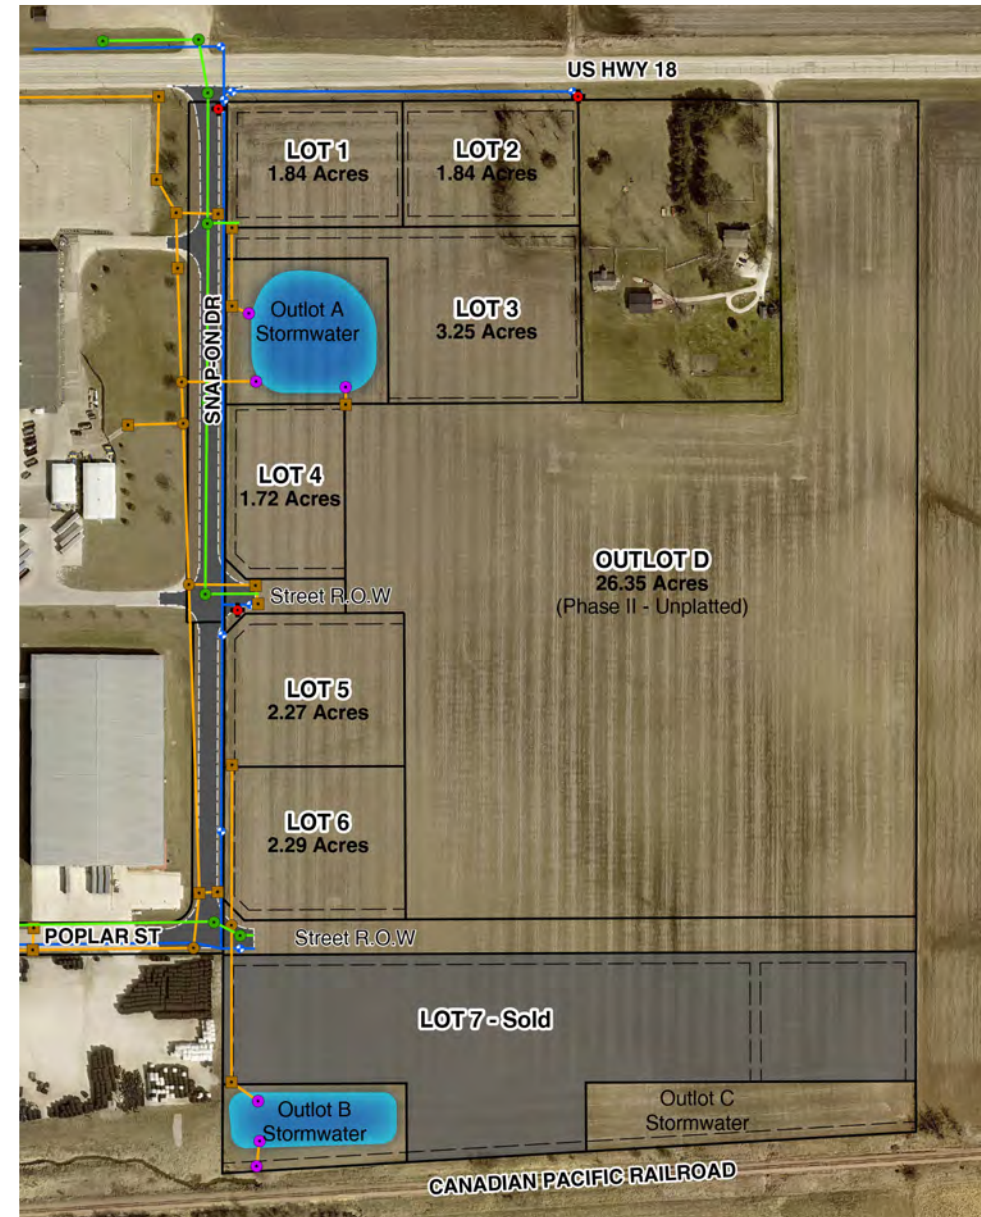 US HWY 18
LOT 1
1.84 Acres
LOT 2
1.84 Acres
SNAP-ON DR
Outlot A
Stormwater
LOT 3
3.25 Acres
LOT 4
1.72 Acres
OUTLOT D
26.35 Acres
(Phase II - Unplatted)
Street R.O.W
LOT 5
2.27 Acres
LOT 6
2.29 Acres
POPLAR ST
Street R.O.W
LOT 7 - Sold
Outlot B
Stormwater
Outlot C
Stormwater
CANADIAN PACIFIC RAILROAD